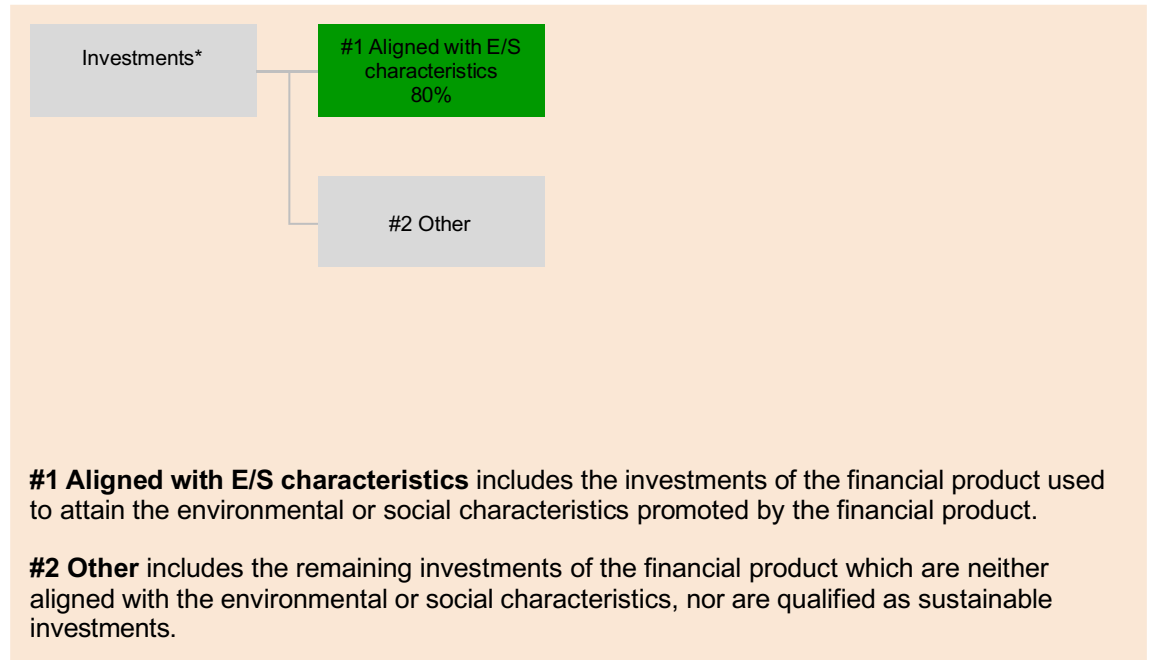 Investments*
#1 Aligned with E/S
characteristics
80%
#2 Other
#1 Aligned with E/S characteristics includes the investments of the financial product used
to attain the environmental or social characteristics promoted by the financial product.
#2 Other includes the remaining investments of the financial product which are neither
aligned with the environmental or social characteristics, nor are qualified as sustainable
investments.